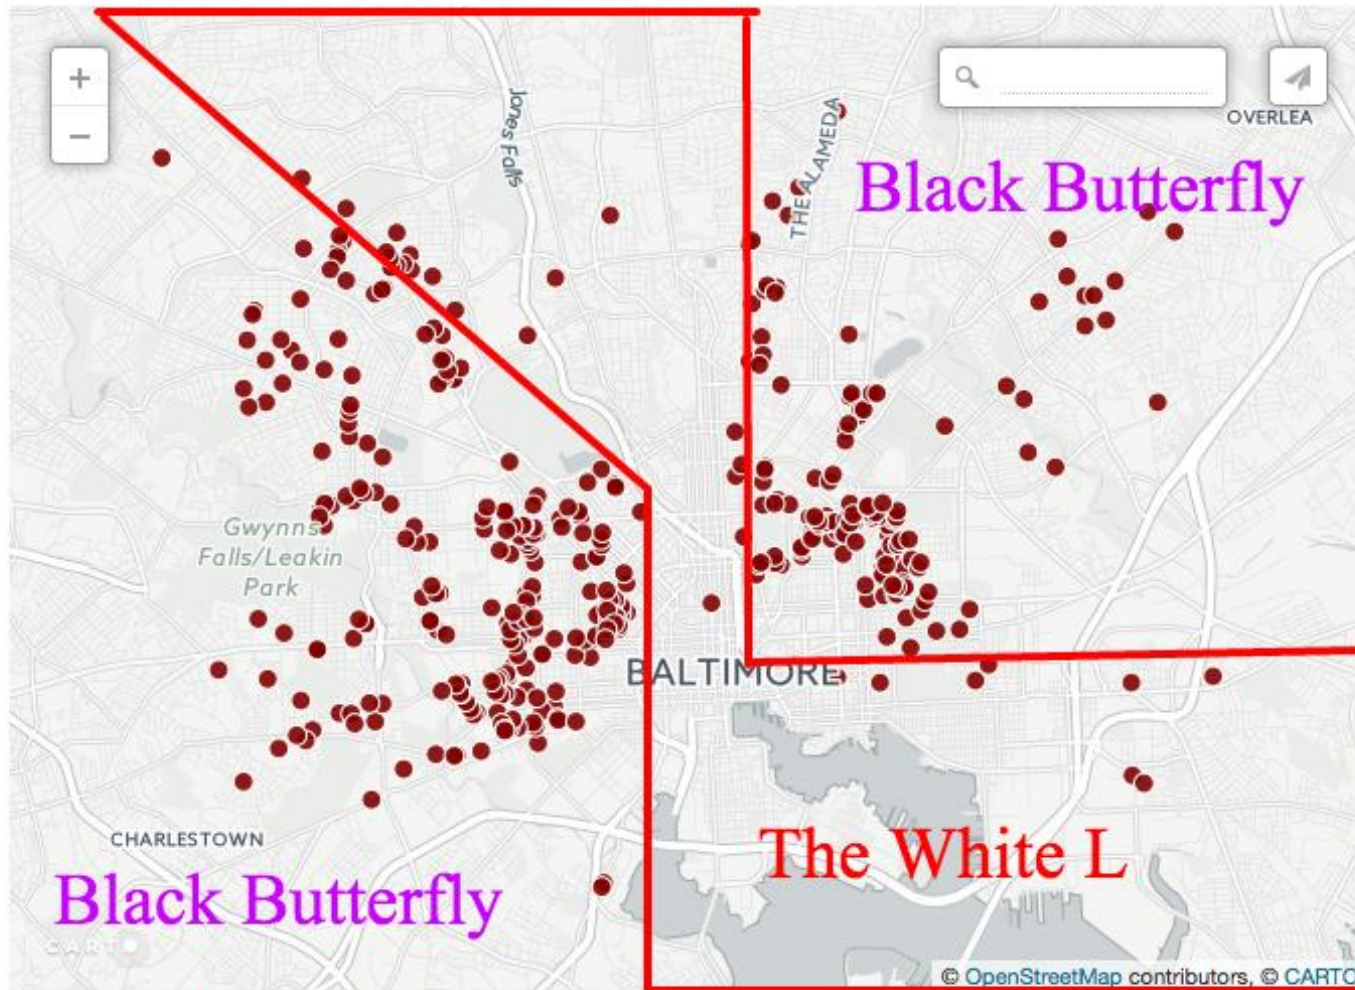 +
−
Jones Falls
THE ALAMEDA
OVERLEA
Black Butterfly
Gwynns
Falls/Leakin
Park
BALTIMORE
CHARLESTOWN
The White L
Black Butterfly
CARTO
© OpenStreetMap contributors, © CARTO